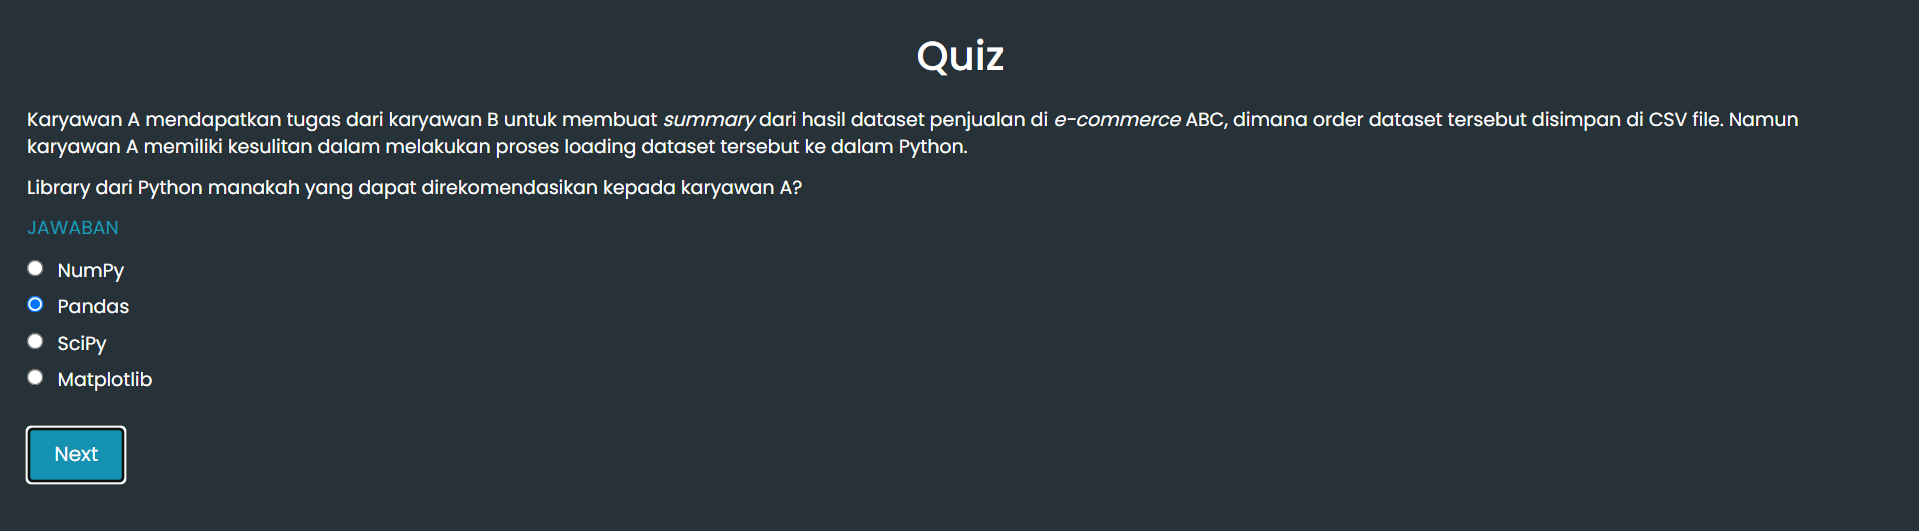 Quiz
Karyawan A mendapatkan tugas dari karyawan B untuk membuat summary dari hasil dataset penjualan di e-commerce ABC, dimana order dataset tersebut disimpan di CSV file. Namun
karyawan A memiliki kesulitan dalam melakukan proses loading dataset tersebut ke dalam Python.
Library dari Python manakah yang dapat direkomendasikan kepada karyawan A?
JAWABAN
NumPy
Pandas
SciPy
Matplotlib
Next